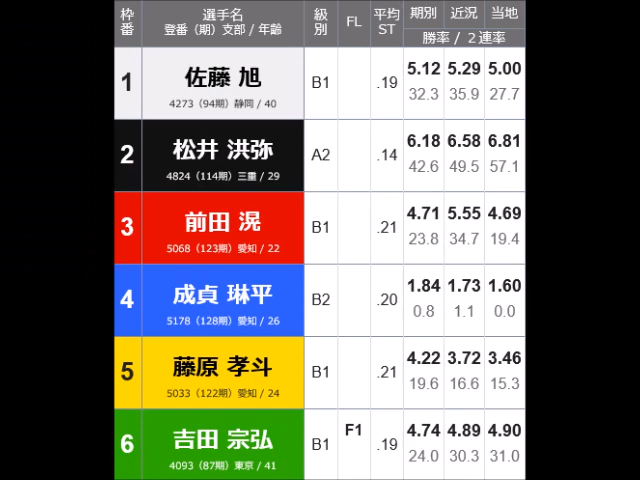 枠番 選手名 登番（期）支部 / 年齢 級別 FL 平均ST 期別 近況 当地
勝率 / ２連率
1 佐藤 旭 B1 .19 5.12 5.29 5.00
4273（94期）静岡 / 40 32.3 35.9 27.7
2 松井 洪弥 A2 .14 6.18 6.58 6.81
4824（114期）三重 / 29 42.6 49.5 57.1
3 前田 滉 B1 .21 4.71 5.55 4.69
5068（123期）愛知 / 22 23.8 34.7 19.4
4 成貞 琳平 B2 .20 1.84 1.73 1.60
5178（128期）愛知 / 26 0.8 1.1 0.0
5 藤原 孝斗 B1 .21 4.22 3.72 3.46
5033（122期）愛知 / 24 19.6 16.6 15.3
6 吉田 宗弘 B1 F1 .19 4.74 4.89 4.90
4093（87期）東京 / 41 24.0 30.3 31.0